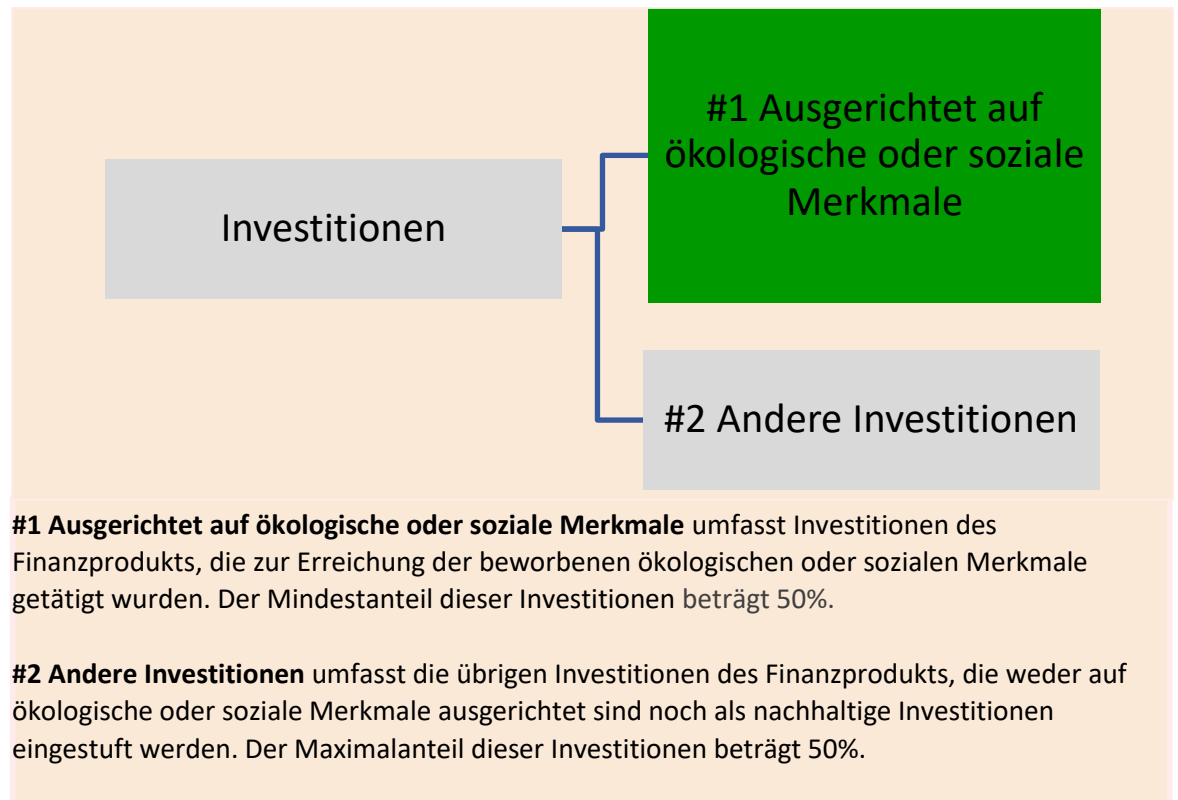 #1 Ausgerichtet auf
ökologische oder soziale
Merkmale
Investitionen
#2 Andere Investitionen
#1 Ausgerichtet auf ökologische oder soziale Merkmale umfasst Investitionen des
Finanzprodukts, die zur Erreichung der beworbenen ökologischen oder sozialen Merkmale
getätigt wurden. Der Mindestanteil dieser Investitionen beträgt 50%.
#2 Andere Investitionen umfasst die übrigen Investitionen des Finanzprodukts, die weder auf
ökologische oder soziale Merkmale ausgerichtet sind noch als nachhaltige Investitionen
eingestuft werden. Der Maximalanteil dieser Investitionen beträgt 50%.